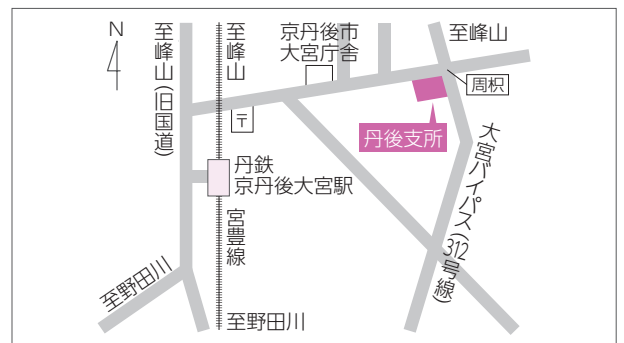 N
至峰山(旧国道)
至峰山
京丹後市
大宮庁舎
至峰山
〒
周枳
丹後支所
大宮バイパス(312号線)
丹鉄
京丹後大宮駅
宮豊線
至野田川
至野田川